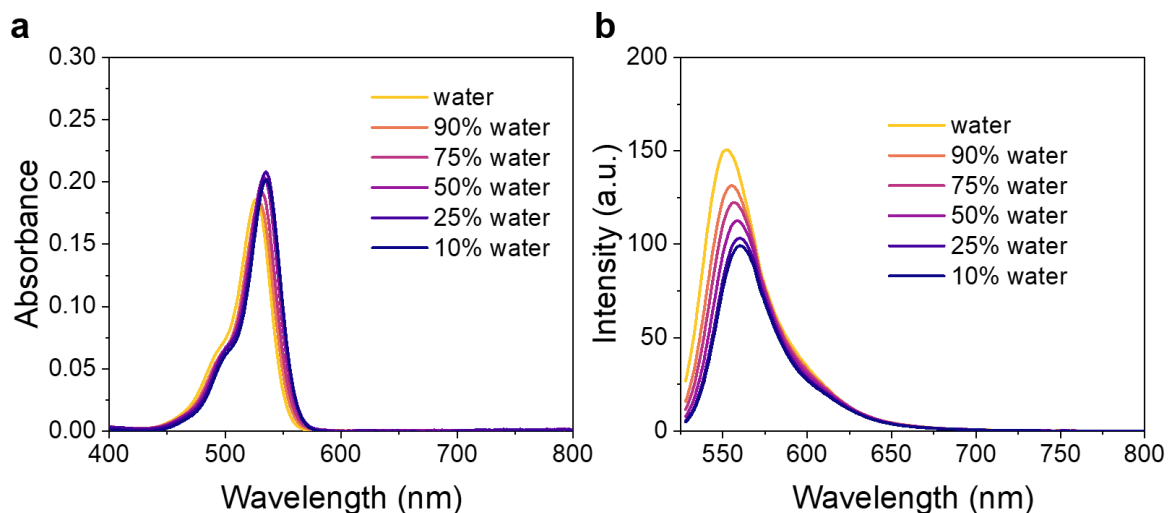 a
0.30
0.25
0.20
0.15
0.10
0.05
0.00
Absorbance
400 500 600 700 800
Wavelength (nm)
water
90% water
75% water
50% water
25% water
10% water
b
200
150
100
50
0
Intensity (a.u.)
550 600 650 700 750 800
Wavelength (nm)
water
90% water
75% water
50% water
25% water
10% water